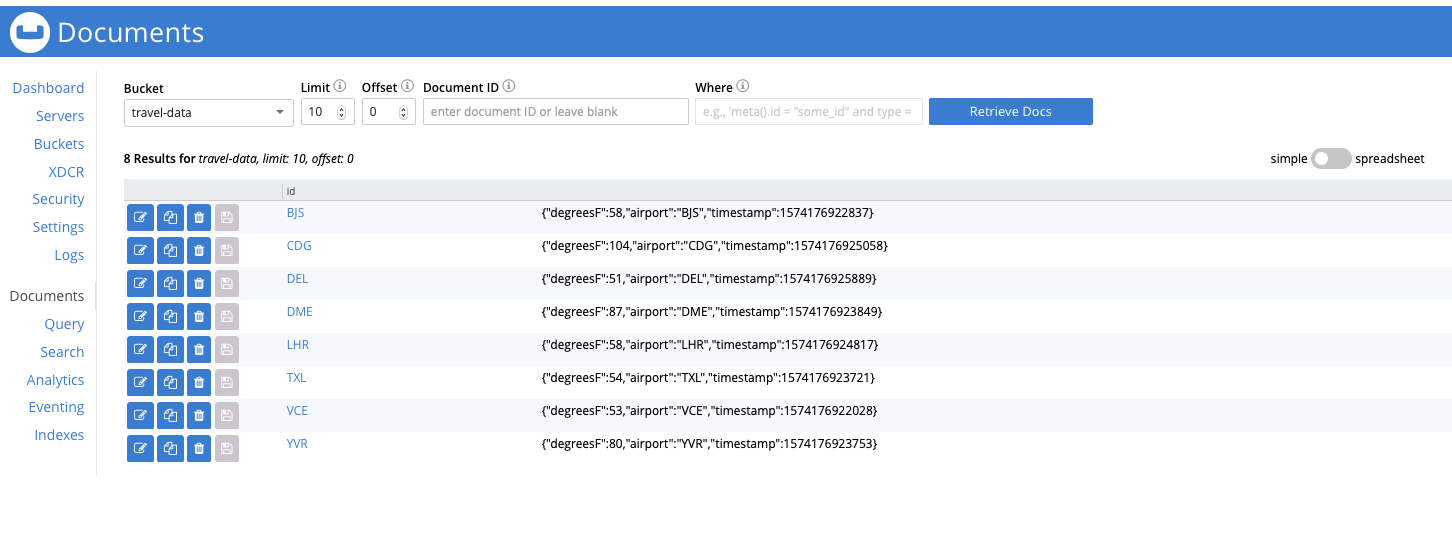 Documents
Dashboard
Servers
Buckets
XDCR
Security
Settings
Logs
Documents
Query
Search
Analytics
Eventing
Indexes
Bucket Limit Offset Document ID Where
travel-data 10 0 enter document ID or leave blank e.g., 'meta().id = "some_id" and type = Retrieve Docs
8 Results for travel-data, limit: 10, offset: 0 simple spreadsheet
id
BJS {"degreesF":58,"airport":"BJS","timestamp":1574176922837}
CDG {"degreesF":104,"airport":"CDG","timestamp":1574176925058}
DEL {"degreesF":51,"airport":"DEL","timestamp":1574176925889}
DME {"degreesF":87,"airport":"DME","timestamp":1574176923849}
LHR {"degreesF":58,"airport":"LHR","timestamp":1574176924817}
TXL {"degreesF":54,"airport":"TXL","timestamp":1574176923721}
VCE {"degreesF":53,"airport":"VCE","timestamp":1574176922028}
YVR {"degreesF":80,"airport":"YVR","timestamp":1574176923753}